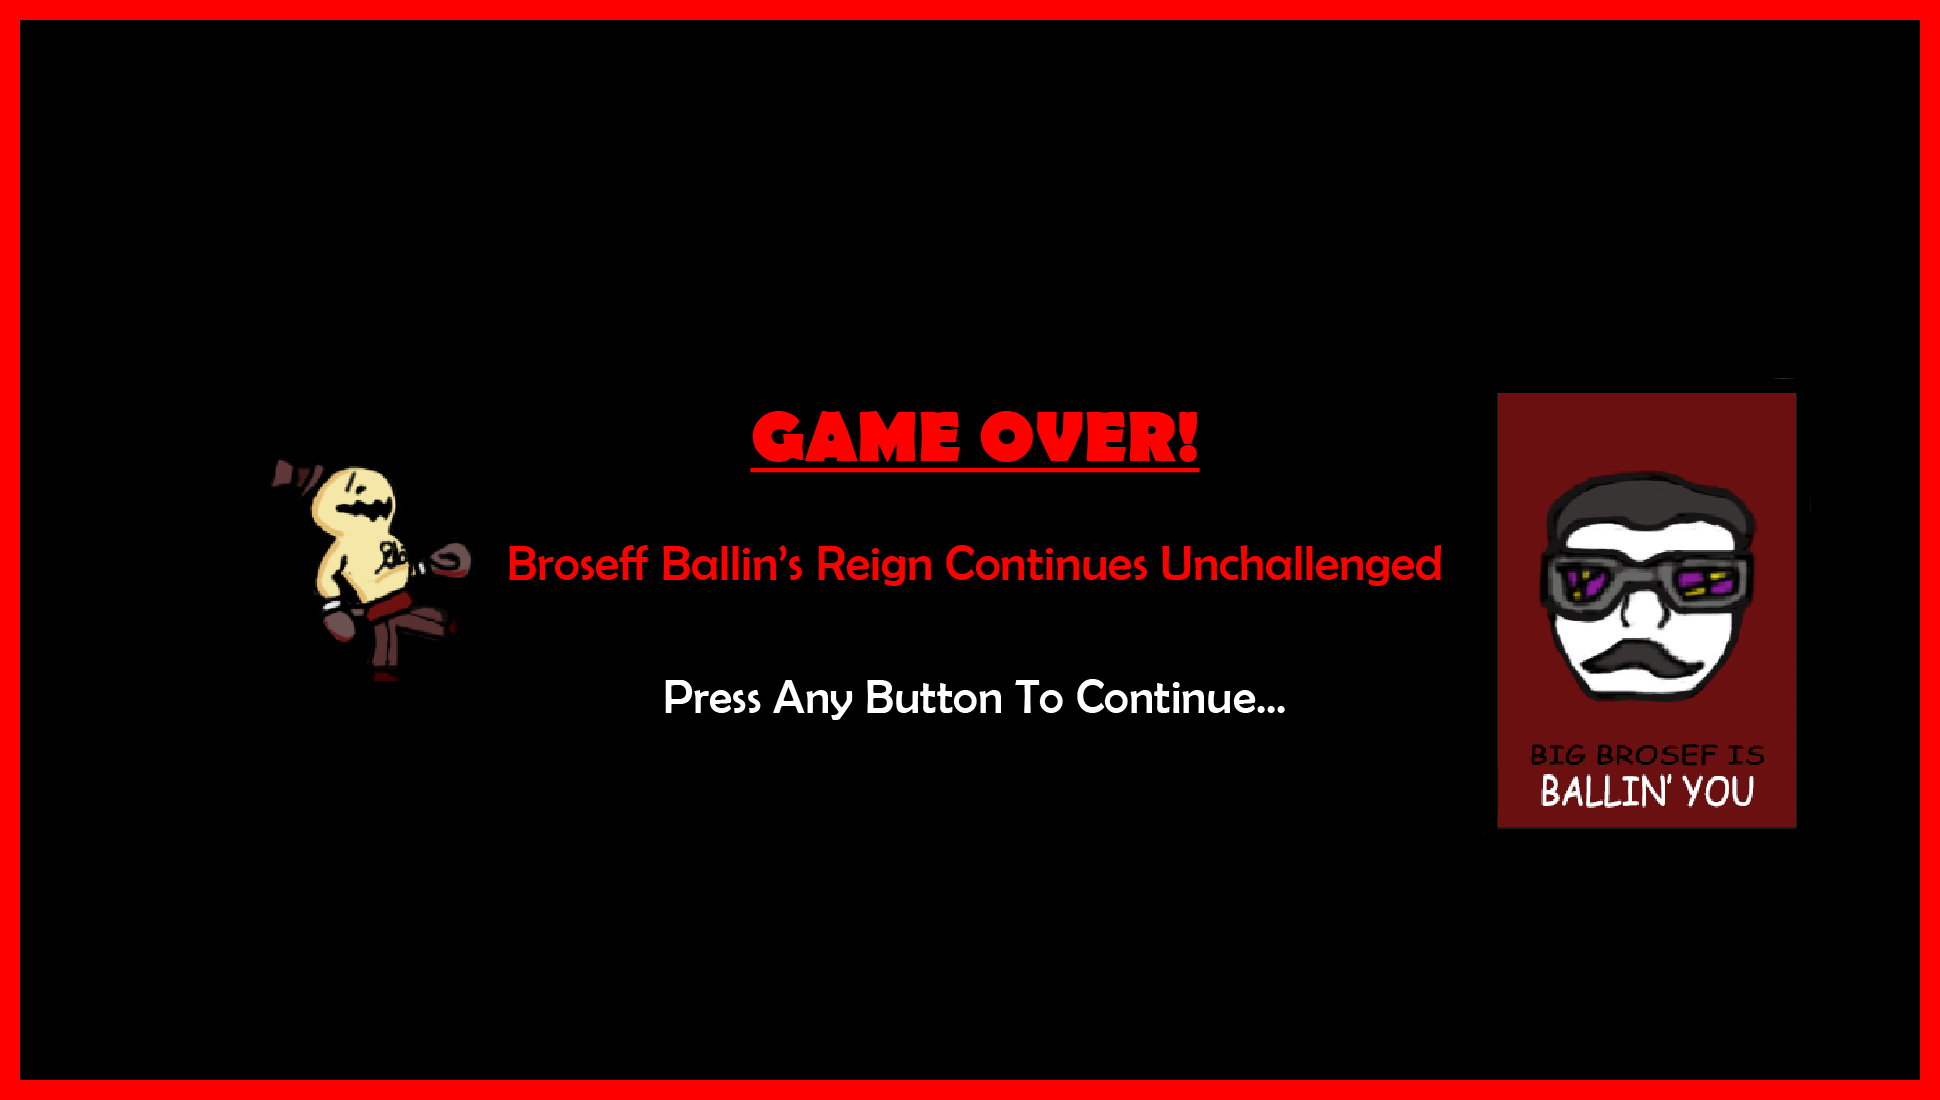 GAME OVER!
Broseff Ballin's Reign Continues Unchallenged
Press Any Button To Continue...
BIG BROSEF IS
BALLIN' YOU